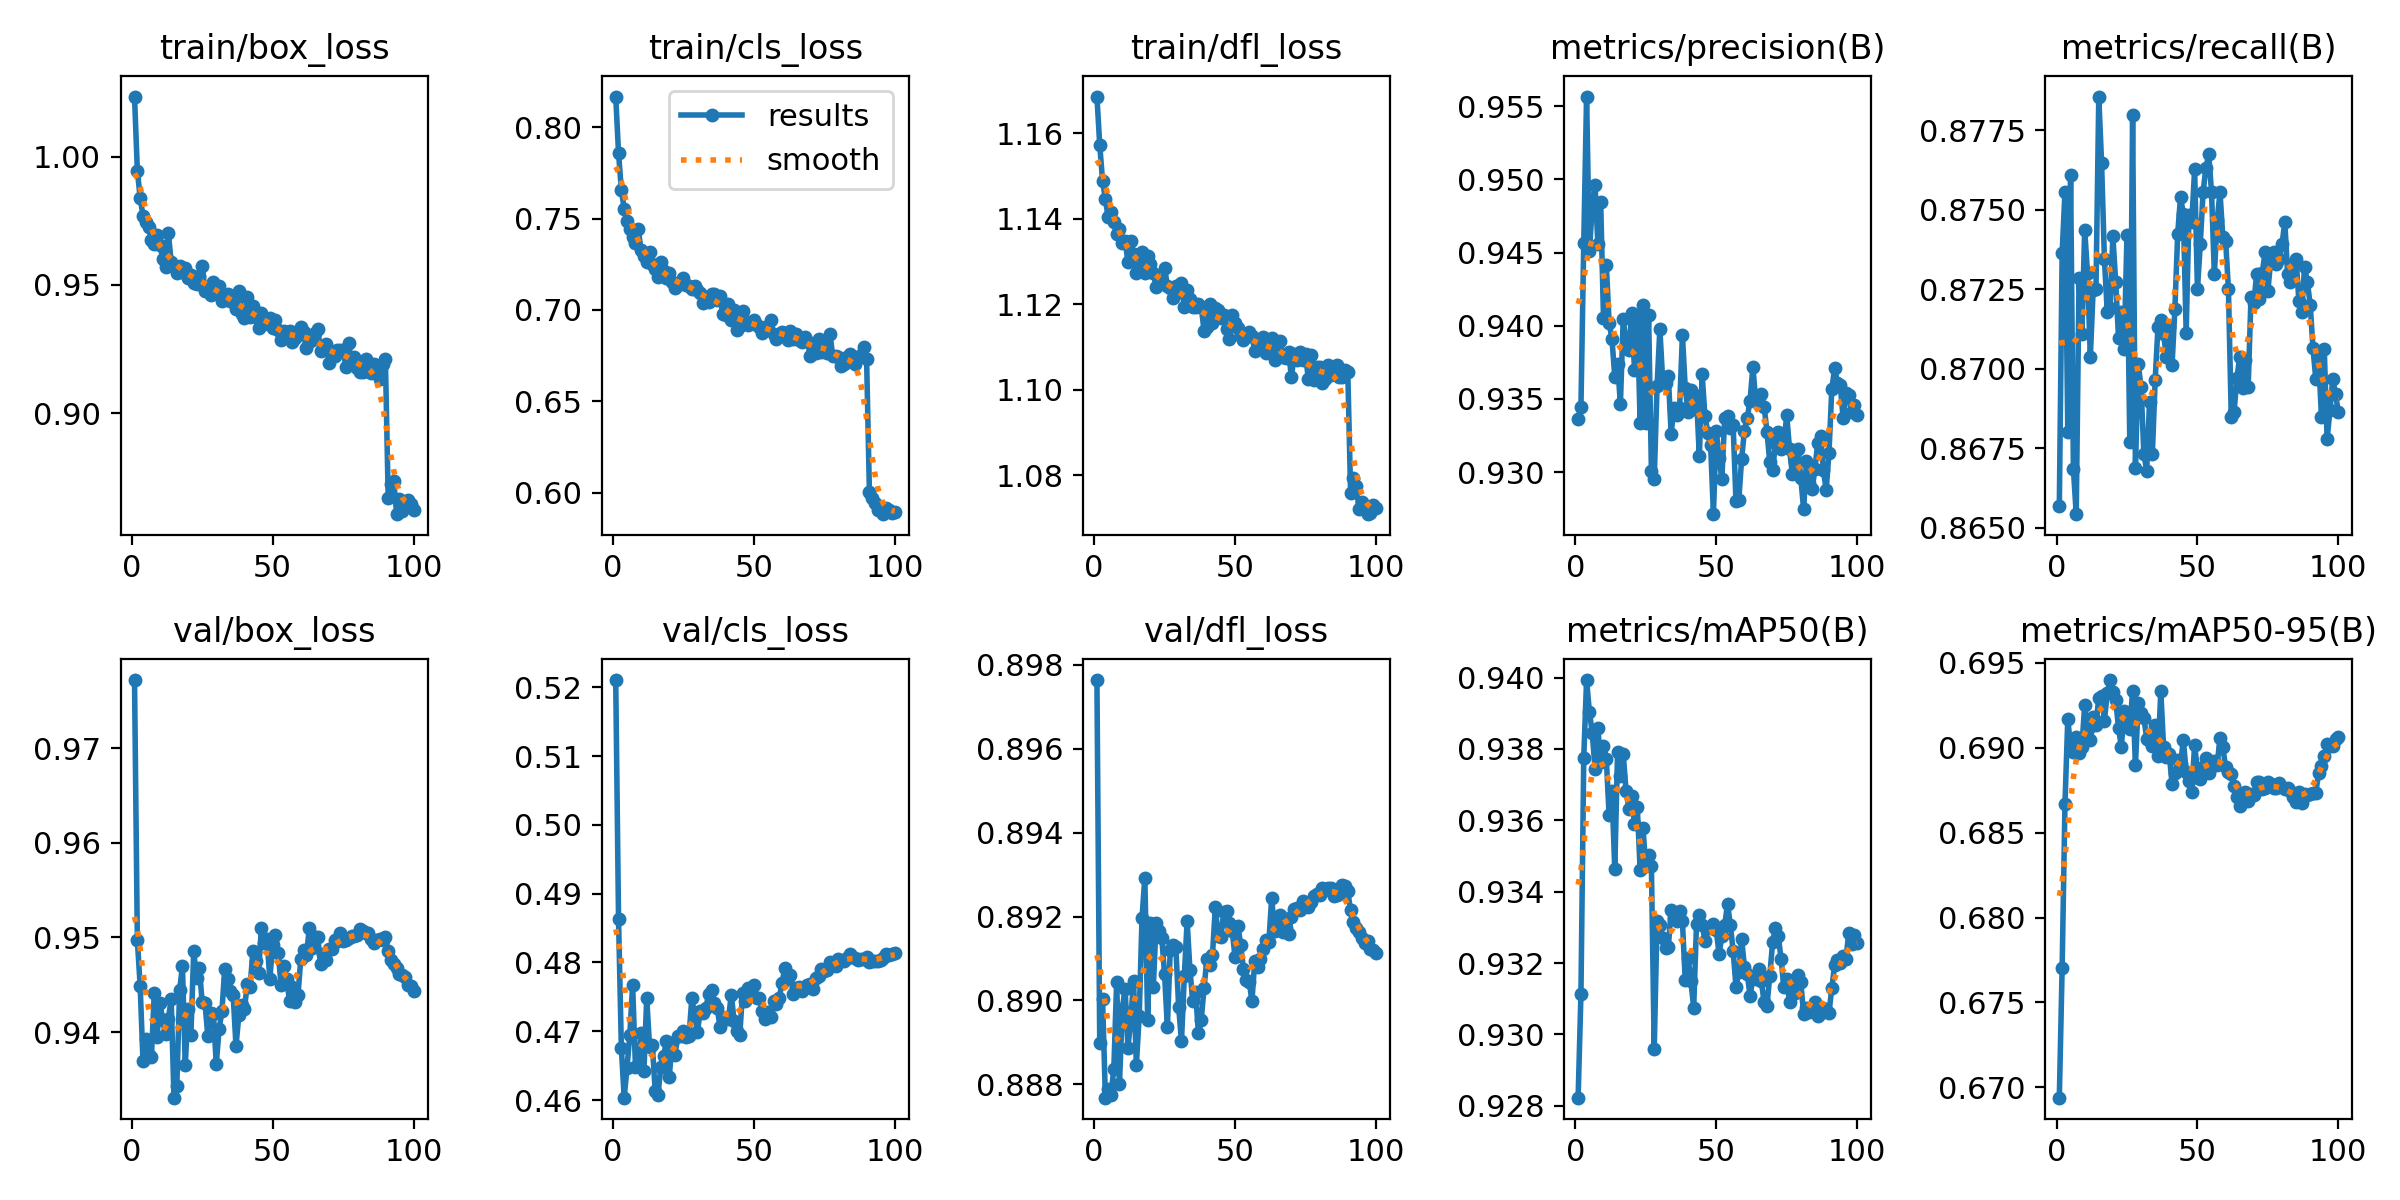 train/box_loss
1.00
0.95
0.90
0 50 100
train/cls_loss
results
smooth
0.80
0.75
0.70
0.65
0.60
0 50 100
train/dfl_loss
1.16
1.14
1.12
1.10
1.08
0 50 100
metrics/precision(B)
0.955
0.950
0.945
0.940
0.935
0.930
0 50 100
metrics/recall(B)
0.8775
0.8750
0.8725
0.8700
0.8675
0.8650
0 50 100
val/box_loss
0.97
0.96
0.95
0.94
0 50 100
val/cls_loss
0.52
0.51
0.50
0.49
0.48
0.47
0.46
0 50 100
val/dfl_loss
0.898
0.896
0.894
0.892
0.890
0.888
0 50 100
metrics/mAP50(B)
0.940
0.938
0.936
0.934
0.932
0.930
0.928
0 50 100
metrics/mAP50-95(B)
0.695
0.690
0.685
0.680
0.675
0.670
0 50 100